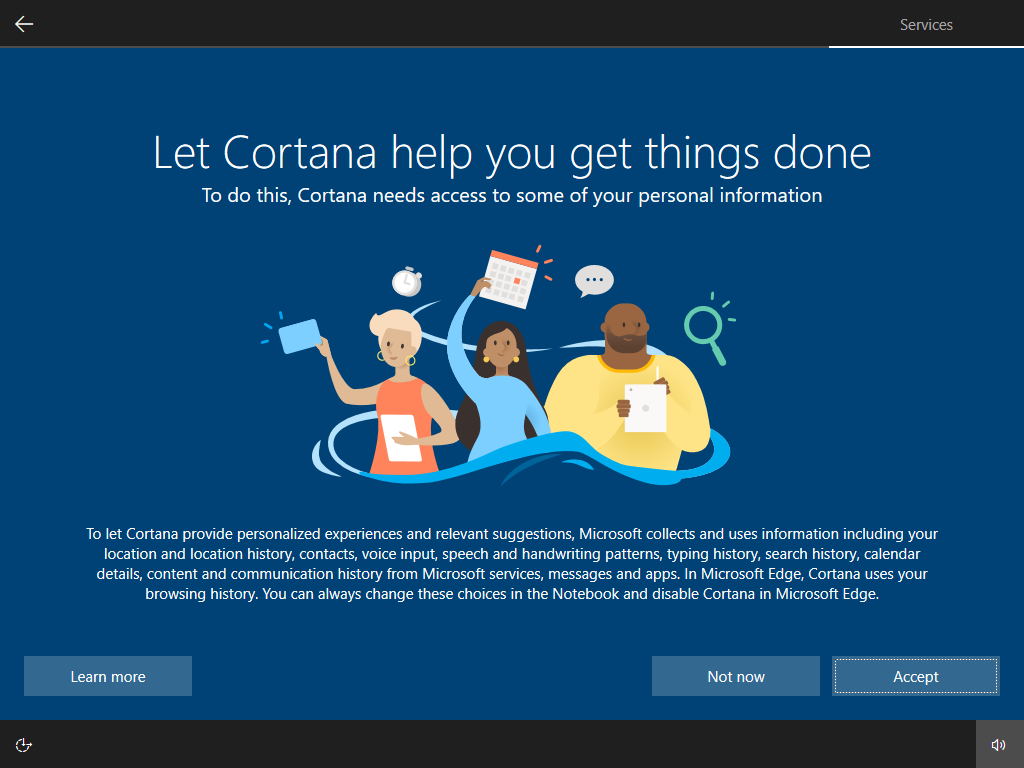 Services
Let Cortana help you get things done
To do this, Cortana needs access to some of your personal information
To let Cortana provide personalized experiences and relevant suggestions, Microsoft collects and uses information including your
location and location history, contacts, voice input, speech and handwriting patterns, typing history, search history, calendar
details, content and communication history from Microsoft services, messages and apps. In Microsoft Edge, Cortana uses your
browsing history. You can always change these choices in the Notebook and disable Cortana in Microsoft Edge.
Learn more
Not now
Accept